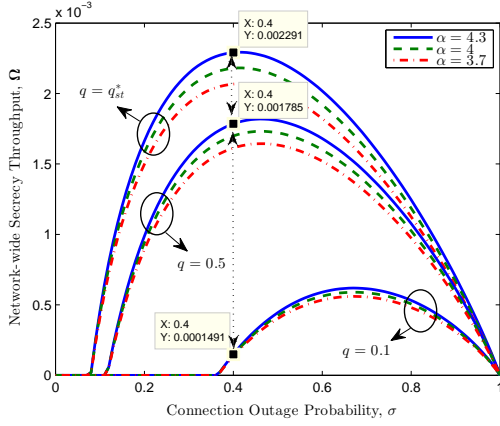 x 10⁻³
2.5
2
1.5
1
0.5
0
0
0.2
0.4
0.6
0.8
1
Network-wide Secrecy Throughput, Ω
Connection Outage Probability, σ
X: 0.4
Y: 0.002291
X: 0.4
Y: 0.001785
X: 0.4
Y: 0.0001491
α = 4.3
α = 4
α = 3.7
q = q*st
q = 0.5
q = 0.1